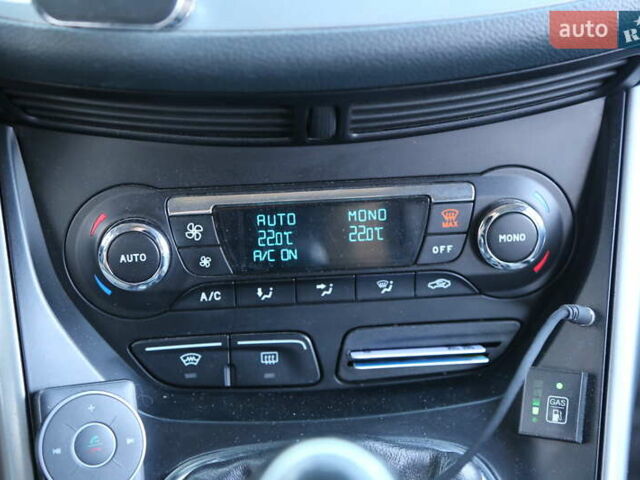 auto
R
AUTO MONO
22.0°C 22.0°C
A/C ON
MAX
AUTO
MONO
OFF
A/C
GAS